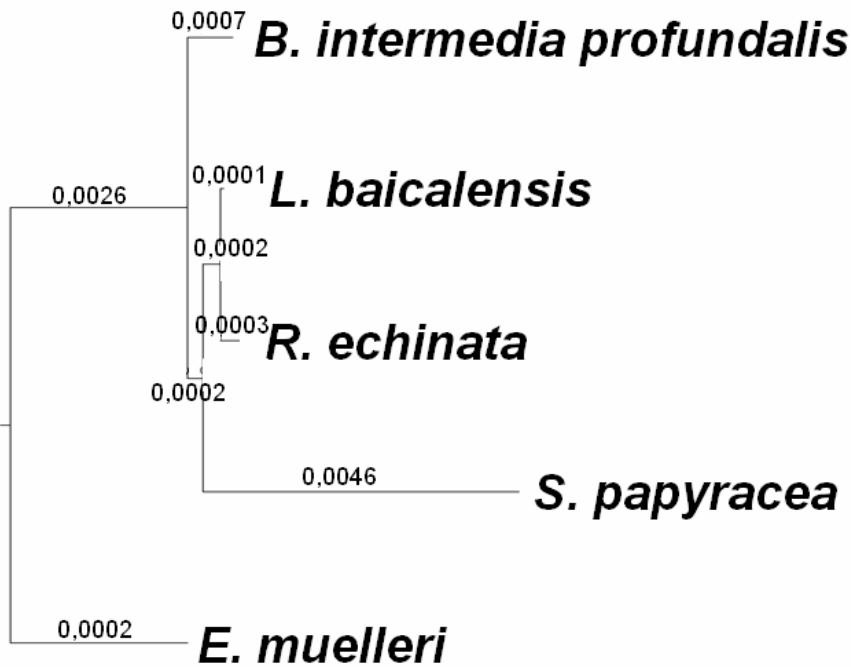 0,0007
B. intermedia profundalis
0,0001
L. baicalensis
0,0026
0,0002
0,0003
R. echinata
0,0002
0,0046
S. papyracea
0,0002
E. muelleri